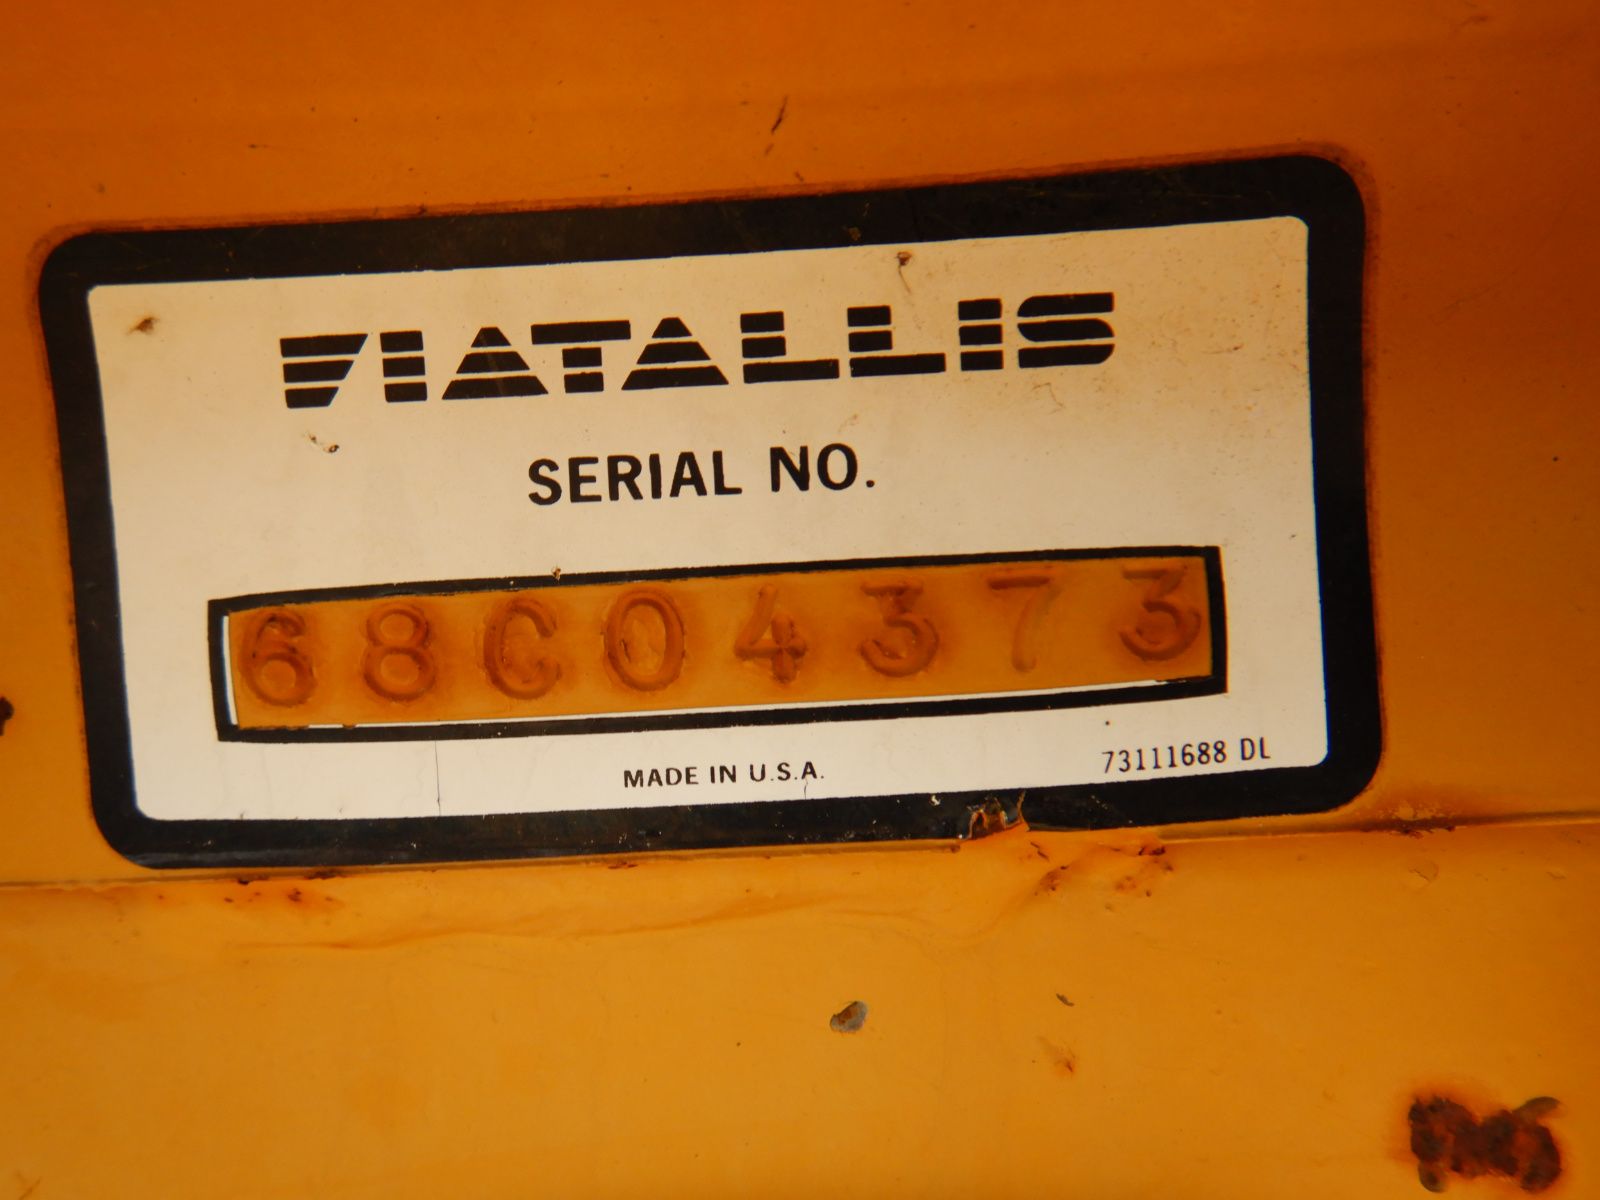 FIATALLIS
SERIAL NO.
68C04373
MADE IN U.S.A.
73111688 DL